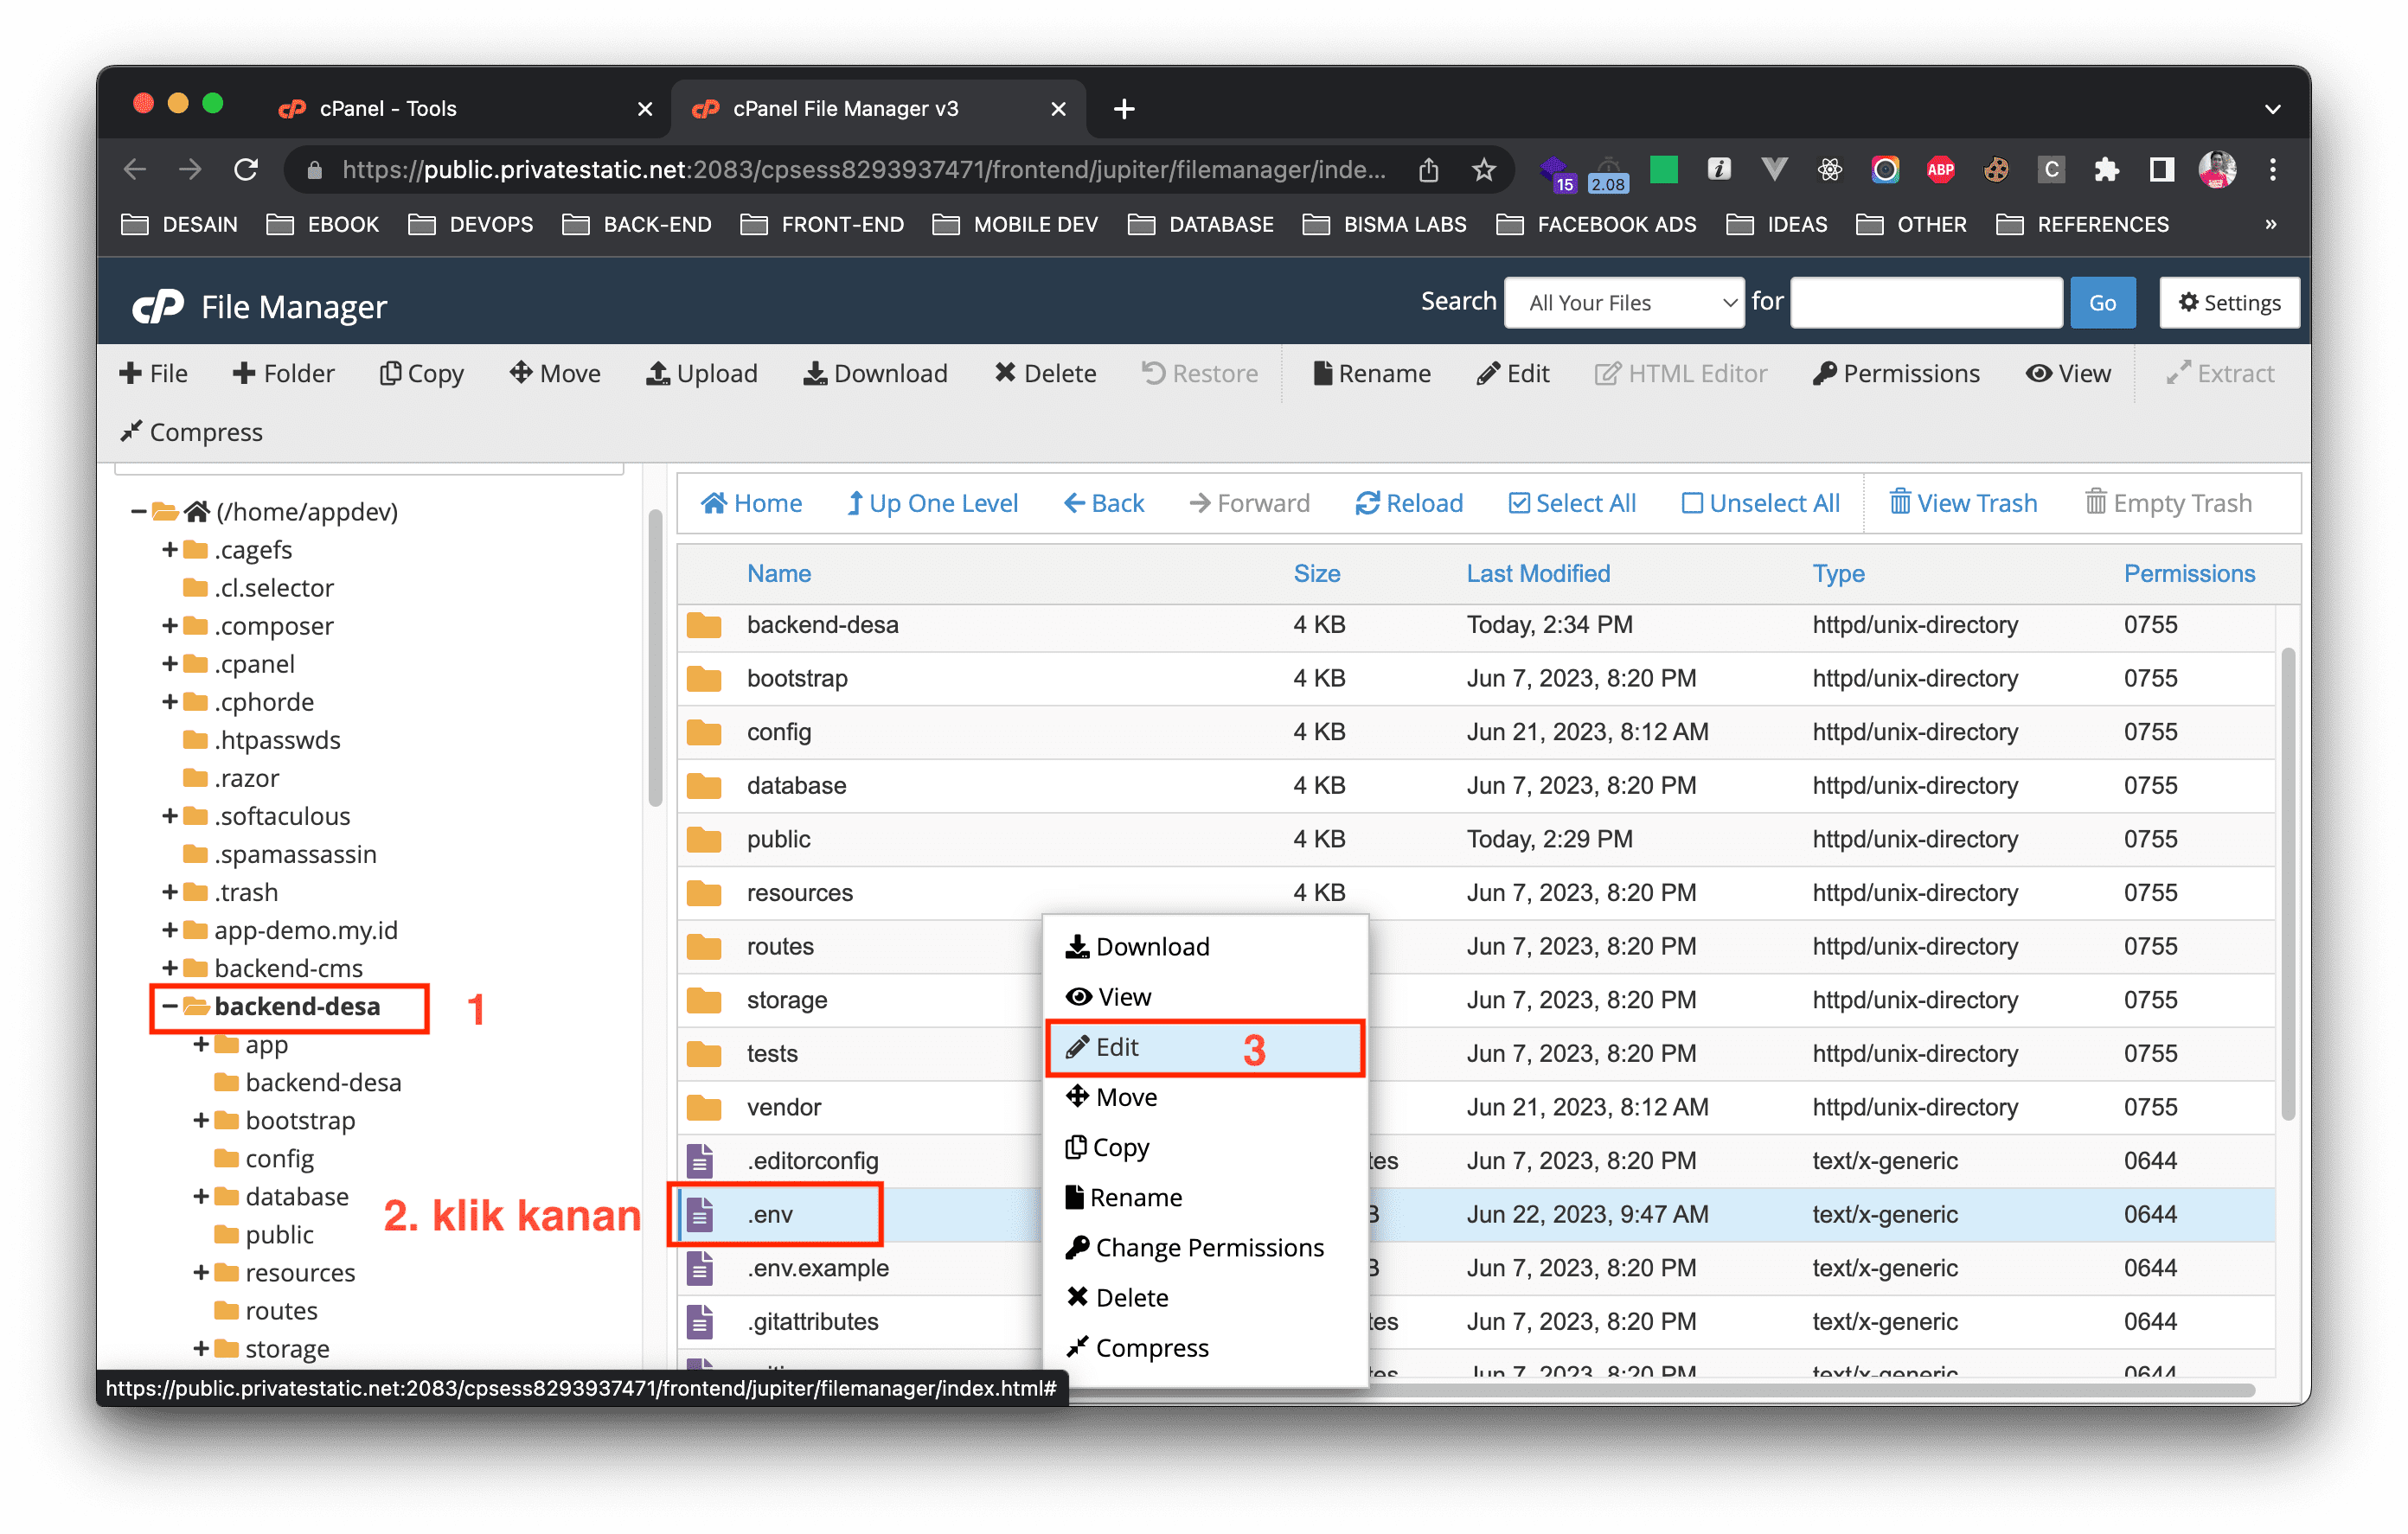 cPanel - Tools
cPanel File Manager v3
https://public.privatestatic.net:2083/cpsess8293937471/frontend/jupiter/filemanager/inde...
15
2.08
ABP
C
DESAIN EBOOK DEVOPS BACK-END FRONT-END MOBILE DEV DATABASE BISMA LABS FACEBOOK ADS IDEAS OTHER REFERENCES »
cP File Manager
Search All Your Files for Go Settings
File Folder Copy Move Upload Download Delete Restore Rename Edit HTML Editor Permissions View Extract
Compress
(/home/appdev)
.cagefs
.cl.selector
.composer
.cpanel
.cphorde
.htpasswds
.razor
.softaculous
.spamassassin
.trash
app-demo.my.id
backend-cms
backend-desa 1
app
backend-desa
bootstrap
config
database
public
resources
routes
storage
Home Up One Level Back Forward Reload Select All Unselect All View Trash Empty Trash
Name Size Last Modified Type Permissions
backend-desa 4 KB Today, 2:34 PM httpd/unix-directory 0755
bootstrap 4 KB Jun 7, 2023, 8:20 PM httpd/unix-directory 0755
config 4 KB Jun 21, 2023, 8:12 AM httpd/unix-directory 0755
database 4 KB Jun 7, 2023, 8:20 PM httpd/unix-directory 0755
public 4 KB Today, 2:29 PM httpd/unix-directory 0755
resources 4 KB Jun 7, 2023, 8:20 PM httpd/unix-directory 0755
routes Jun 7, 2023, 8:20 PM httpd/unix-directory 0755
storage Jun 7, 2023, 8:20 PM httpd/unix-directory 0755
tests Jun 7, 2023, 8:20 PM httpd/unix-directory 0755
vendor Jun 21, 2023, 8:12 AM httpd/unix-directory 0755
.editorconfig tes Jun 7, 2023, 8:20 PM text/x-generic 0644
2. klik kanan .env Jun 22, 2023, 9:47 AM text/x-generic 0644
.env.example Jun 7, 2023, 8:20 PM text/x-generic 0644
.gitattributes tes Jun 7, 2023, 8:20 PM text/x-generic 0644
Jun 7, 2023, 8:20 PM text/x-generic 0644
Download
View
Edit 3
Move
Copy
Rename
Change Permissions
Delete
Compress
https://public.privatestatic.net:2083/cpsess8293937471/frontend/jupiter/filemanager/index.html#